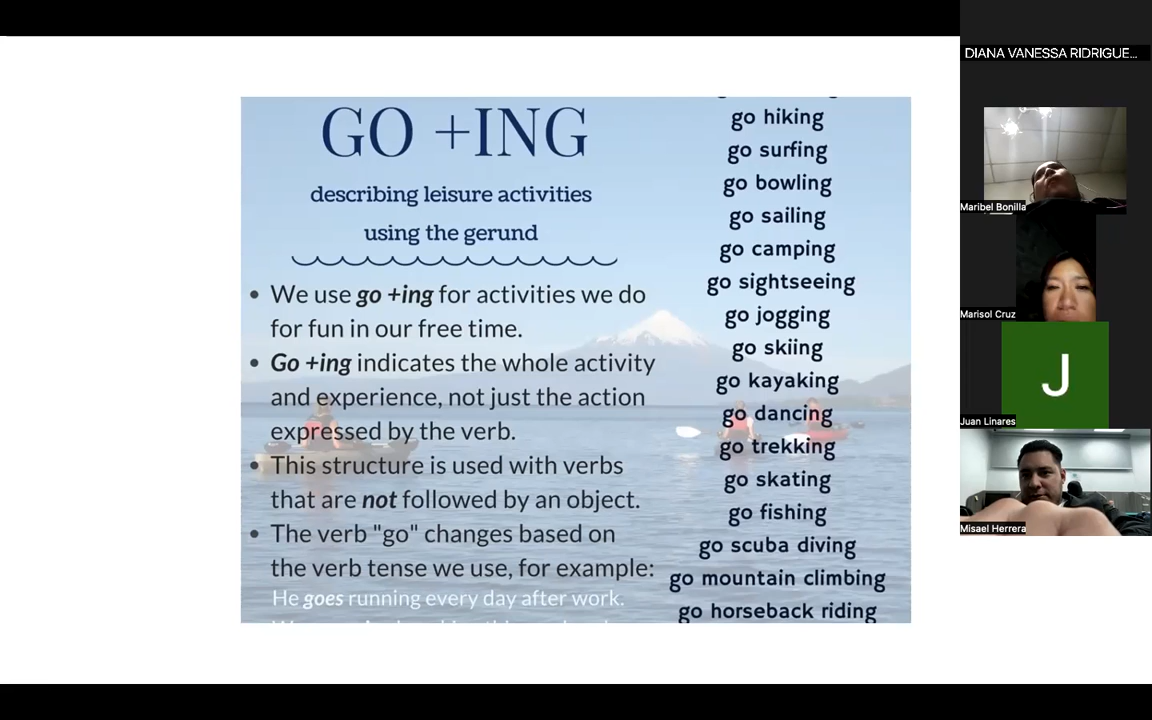 GO +ING
describing leisure activities
using the gerund
• We use go +ing for activities we do
for fun in our free time.
• Go +ing indicates the whole activity
and experience, not just the action
expressed by the verb.
• This structure is used with verbs
that are not followed by an object.
• The verb "go" changes based on
the verb tense we use, for example:
He goes running every day after work.
go hiking
go surfing
go bowling
go sailing
go camping
go sightseeing
go jogging
go skiing
go kayaking
go dancing
go trekking
go skating
go fishing
go scuba diving
go mountain climbing
go horseback riding
DIANA VANESSA RIDRIGUE...
Maribel Bonilla
Marisol Cruz
J
Juan Linares
Misael Herrera